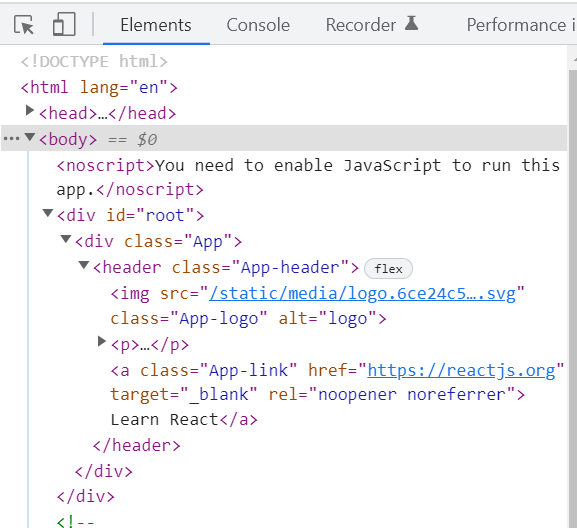 Elements Console Recorder Performance i
<!DOCTYPE html>
<html lang="en">
<head>…</head>
<body> == $0
<noscript>You need to enable JavaScript to run this
app.</noscript>
<div id="root">
<div class="App">
<header class="App-header"> flex
<img src="/static/media/logo.6ce24c5….svg"
class="App-logo" alt="logo">
<p>…</p>
<a class="App-link" href="https://reactjs.org"
target="_blank" rel="noopener noreferrer">
Learn React</a>
</header>
</div>
</div>
<!--